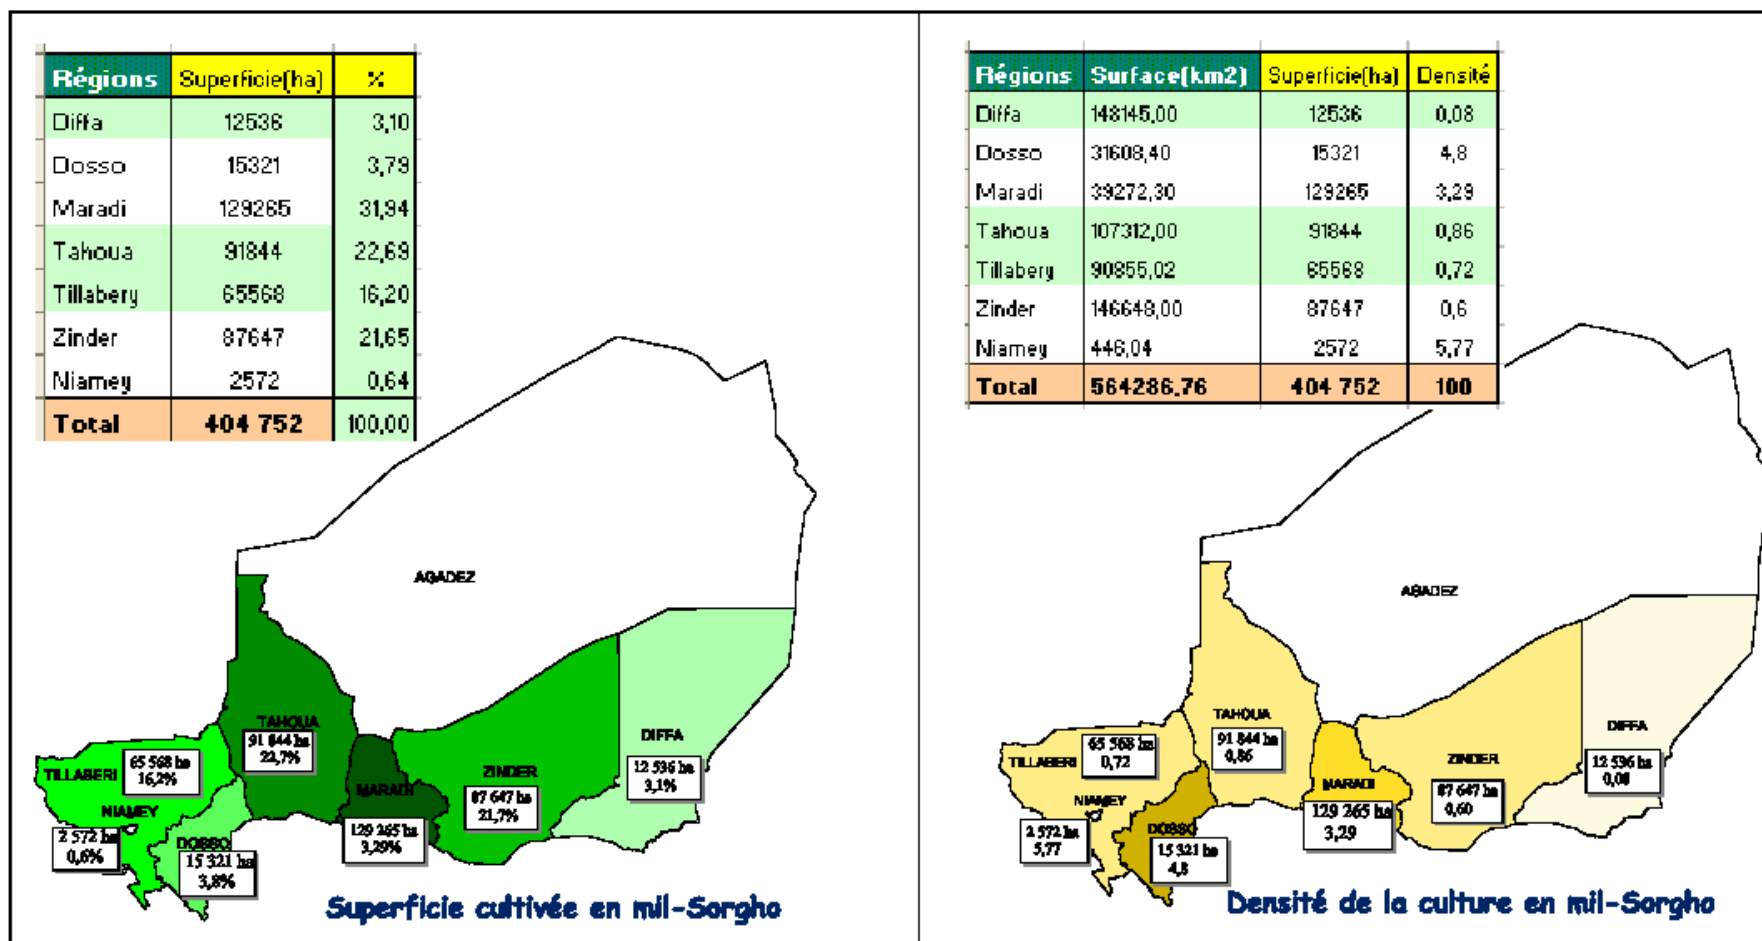 Régions Superficie(ha) %
Diffa 12536 3,10
Dosso 15321 3,79
Maradi 129265 31,94
Tahoua 91844 22,69
Tillabery 65568 16,20
Zinder 87647 21,65
Niamey 2572 0,64
Total 404 752 100,00
AGADEZ
TAHOUA
91 844 ha
22,7%
DIFFA
12 536 ha
3,1%
TILLABERI
65 568 ha
16,2%
ZINDER
87 647 ha
21,7%
MARADI
129 265 ha
3,29%
NIAMEY
2 572 ha
0,6%
DOSSO
15 321 ha
3,8%
Superficie cultivée en mil-Sorgho
Régions Surface(km2) Superficie(ha) Densité
Diffa 148145,00 12536 0,08
Dosso 31608,40 15321 4,8
Maradi 39272,30 129265 3,29
Tahoua 107312,00 91844 0,86
Tillabery 90855,02 65568 0,72
Zinder 146648,00 87647 0,6
Niamey 446,04 2572 5,77
Total 564286,76 404 752 100
AGADEZ
TAHOUA
91 844 ha
0,86
DIFFA
12 536 ha
0,08
TILLABERI
65 568 ha
0,72
ZINDER
87 647 ha
0,60
MARADI
129 265 ha
3,29
NIAMEY
2 572 ha
5,77
DOSSO
15 321 ha
4,8
Densité de la culture en mil-Sorgho